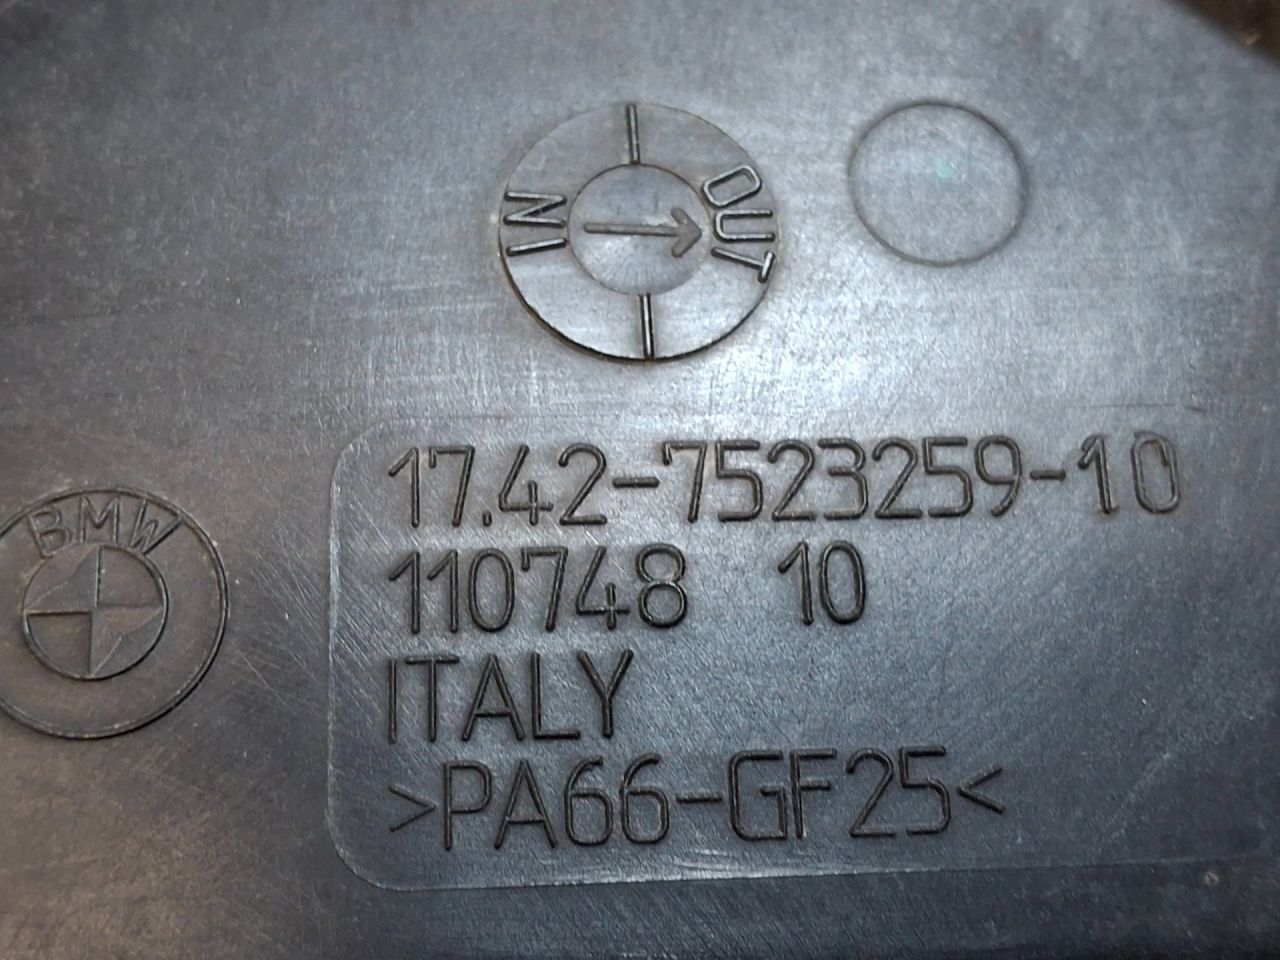 IN OUT
BMW
17.42-7523259-10
110748 10
ITALY
>PA66-GF25<